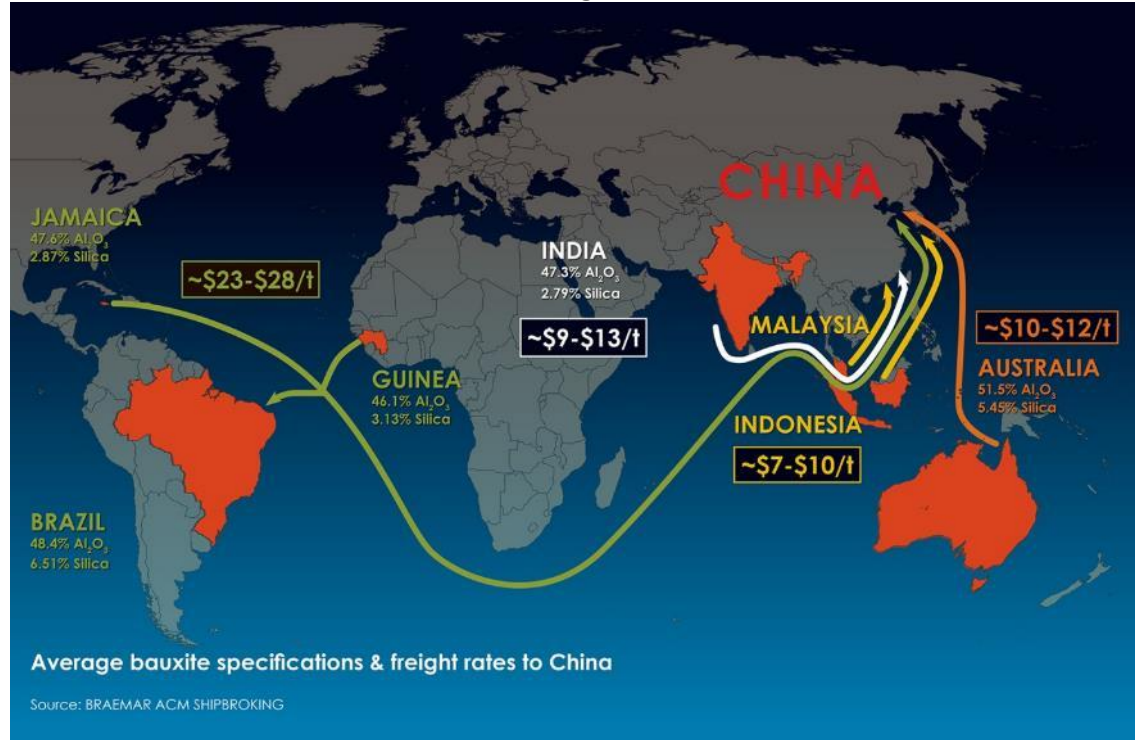 CHINA
JAMAICA
47.6% Al₂O₃
2.87% Silica
~$23-$28/t
INDIA
47.3% Al₂O₃
2.79% Silica
~$9-$13/t
MALAYSIA
~$10-$12/t
AUSTRALIA
51.5% Al₂O₃
5.45% Silica
GUINEA
46.1% Al₂O₃
3.13% Silica
INDONESIA
~$7-$10/t
BRAZIL
48.4% Al₂O₃
6.51% Silica
Average bauxite specifications & freight rates to China
Source: BRAEMAR ACM SHIPBROKING